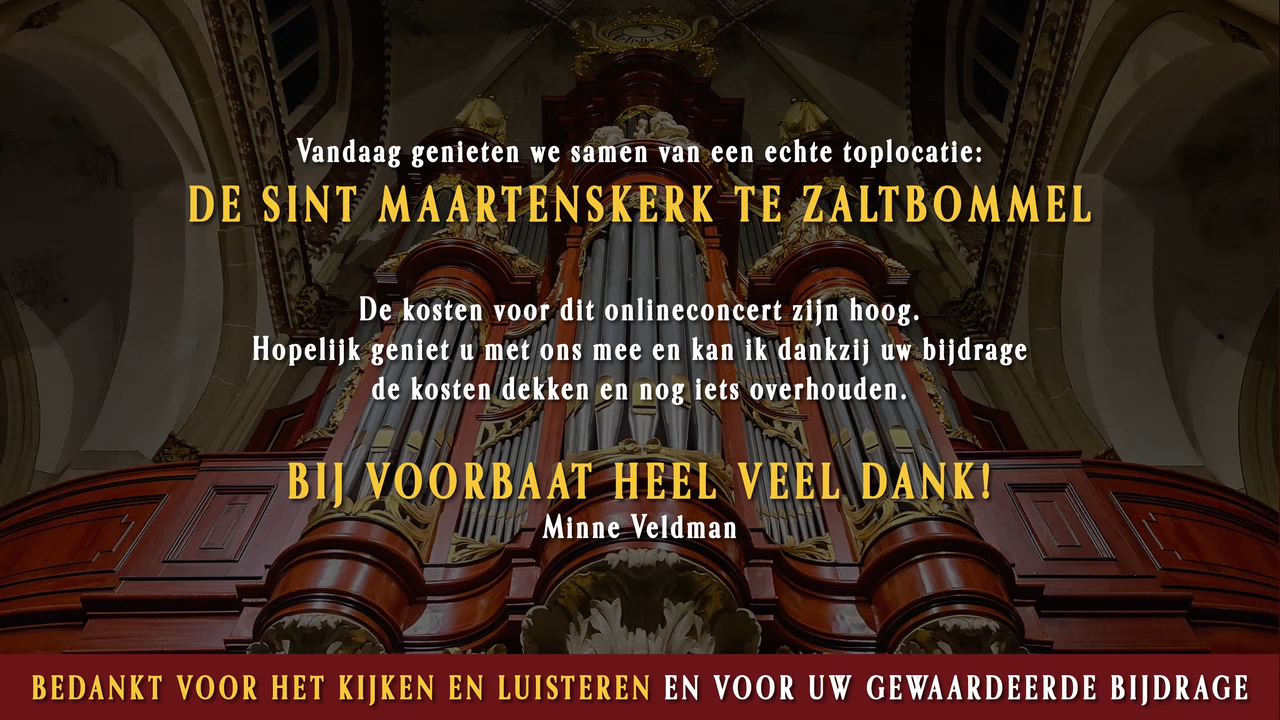 Vandaag genieten we samen van een echte toplocatie:
DE SINT MAARTENSKERK TE ZALTBOMMEL
De kosten voor dit onlineconcert zijn hoog.
Hopelijk geniet u met ons mee en kan ik dankzij uw bijdrage
de kosten dekken en nog iets overhouden.
BIJ VOORBAAT HEEL VEEL DANK!
Minne Veldman
BEDANKT VOOR HET KIJKEN EN LUISTEREN EN VOOR UW GEWAARDEERDE BIJDRAGE